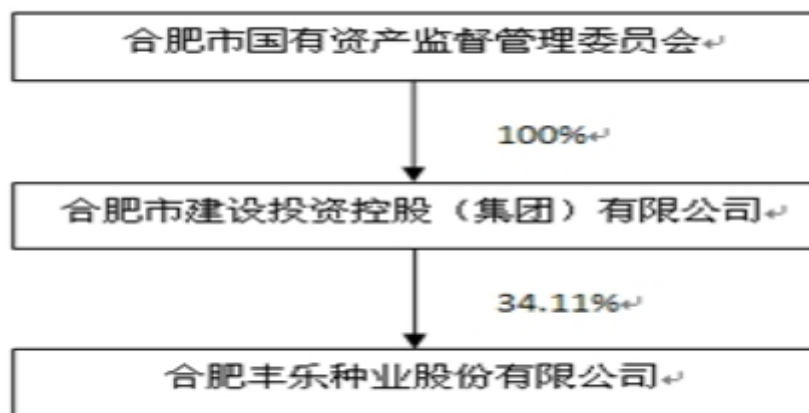 合肥市国有资产监督管理委员会
100%
合肥市建设投资控股（集团）有限公司
34.11%
合肥丰乐种业股份有限公司